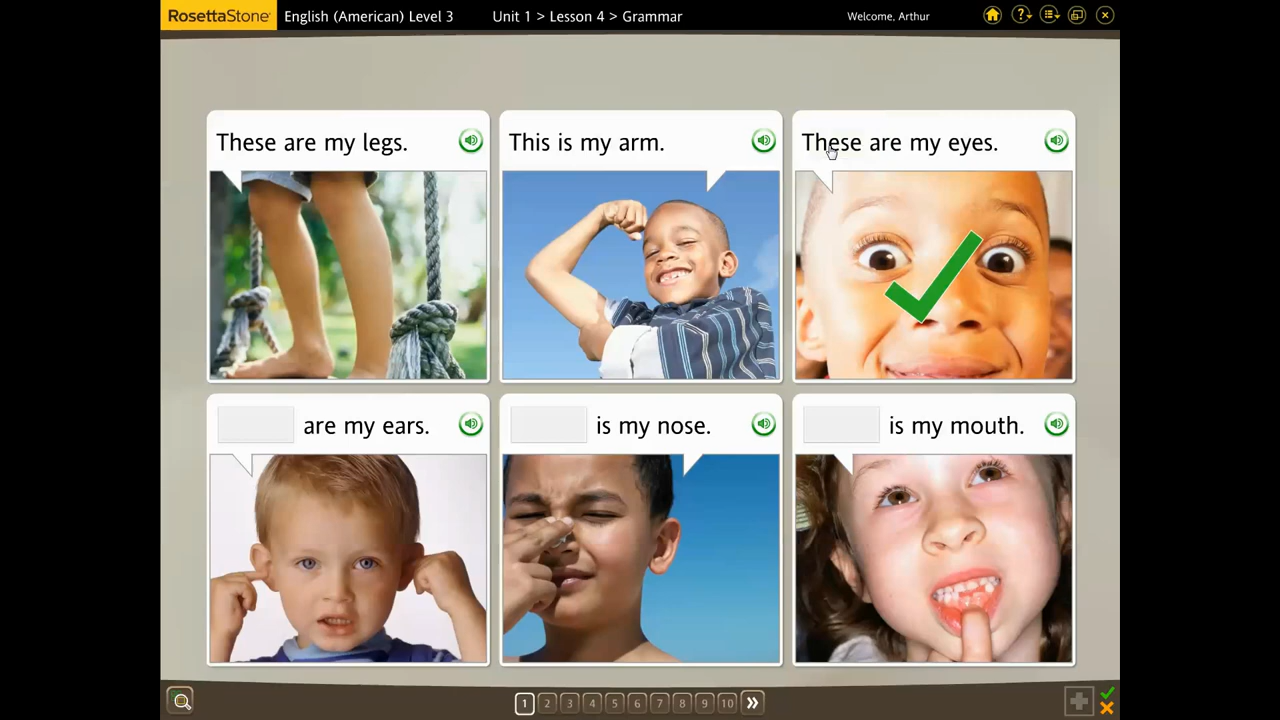 RosettaStone English (American) Level 3 Unit 1 > Lesson 4 > Grammar Welcome, Arthur
These are my legs.
This is my arm.
These are my eyes.
are my ears.
is my nose.
is my mouth.
1 2 3 4 5 6 7 8 9 10